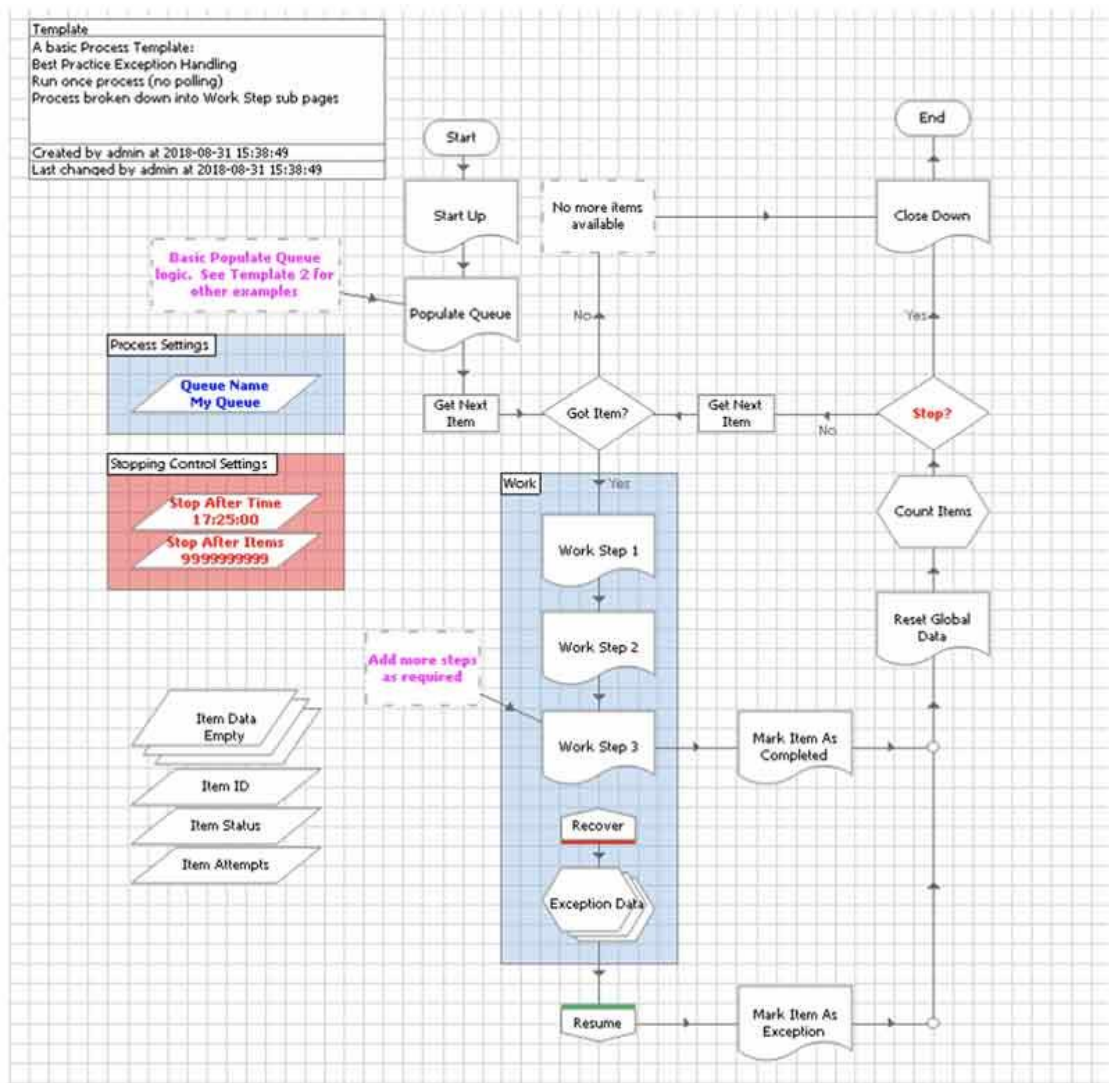 Template
A basic Process Template:
Best Practice Exception Handling
Run once process (no polling)
Process broken down into Work Step sub pages
Created by admin at 2018-08-31 15:38:49
Last changed by admin at 2018-08-31 15:38:49
Start
End
Start Up
No more items
available
Close Down
Basic Populate Queue
logic. See Template 2 for
other examples
Populate Queue
No
Yes
Process Settings
Queue Name
My Queue
Get Next
Item
Got Item?
Get Next
Item
No
Stop?
Stopping Control Settings
Stop After Time
17:25:00
Stop After Items
9999999999
Work
Yes
Count Items
Work Step 1
Reset Global
Data
Work Step 2
Add more steps
as required
Item Data
Empty
Work Step 3
Mark Item As
Completed
Item ID
Item Status
Item Attempts
Recover
Exception Data
Resume
Mark Item As
Exception